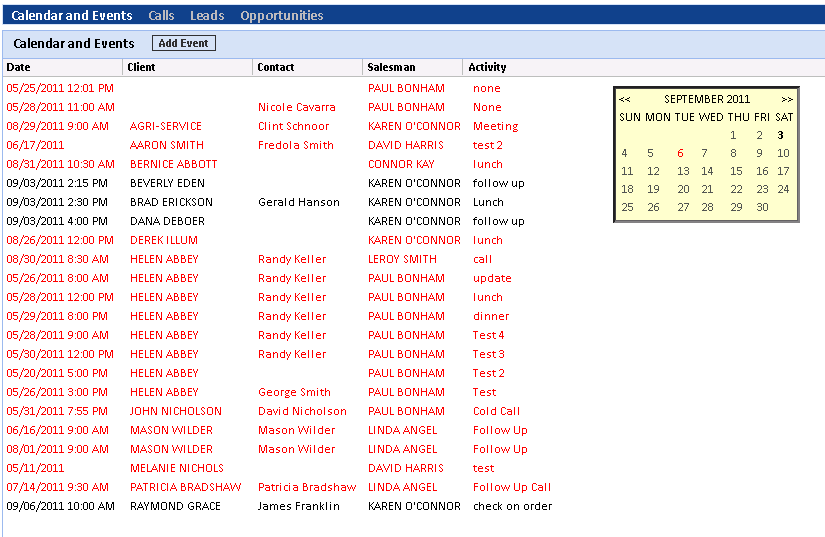 Calendar and Events Calls Leads Opportunities
Calendar and Events Add Event
Date Client Contact Salesman Activity
05/25/2011 12:01 PM PAUL BONHAM none
05/28/2011 11:00 AM Nicole Cavarra PAUL BONHAM None
08/29/2011 9:00 AM AGRI-SERVICE Clint Schnoor KAREN O'CONNOR Meeting
06/17/2011 AARON SMITH Fredola Smith DAVID HARRIS test 2
08/31/2011 10:30 AM BERNICE ABBOTT CONNOR KAY lunch
09/03/2011 2:15 PM BEVERLY EDEN KAREN O'CONNOR follow up
09/03/2011 2:30 PM BRAD ERICKSON Gerald Hanson KAREN O'CONNOR Lunch
09/03/2011 4:00 PM DANA DEBOER KAREN O'CONNOR follow up
08/26/2011 12:00 PM DEREK ILLUM KAREN O'CONNOR lunch
08/30/2011 8:30 AM HELEN ABBEY Randy Keller LEROY SMITH call
05/26/2011 8:00 AM HELEN ABBEY Randy Keller PAUL BONHAM update
05/28/2011 12:00 PM HELEN ABBEY Randy Keller PAUL BONHAM lunch
05/29/2011 8:00 PM HELEN ABBEY Randy Keller PAUL BONHAM dinner
05/28/2011 9:00 AM HELEN ABBEY Randy Keller PAUL BONHAM Test 4
05/30/2011 12:00 PM HELEN ABBEY Randy Keller PAUL BONHAM Test 3
05/20/2011 5:00 PM HELEN ABBEY PAUL BONHAM Test 2
05/26/2011 3:00 PM HELEN ABBEY George Smith PAUL BONHAM Test
05/31/2011 7:55 PM JOHN NICHOLSON David Nicholson PAUL BONHAM Cold Call
06/16/2011 9:00 AM MASON WILDER Mason Wilder LINDA ANGEL Follow Up
08/01/2011 9:00 AM MASON WILDER Mason Wilder LINDA ANGEL Follow Up
05/11/2011 MELANIE NICHOLS DAVID HARRIS test
07/14/2011 9:30 AM PATRICIA BRADSHAW Patricia Bradshaw LINDA ANGEL Follow Up Call
09/06/2011 10:00 AM RAYMOND GRACE James Franklin KAREN O'CONNOR check on order
<< SEPTEMBER 2011 >>
SUN MON TUE WED THU FRI SAT
1 2 3
4 5 6 7 8 9 10
11 12 13 14 15 16 17
18 19 20 21 22 23 24
25 26 27 28 29 30